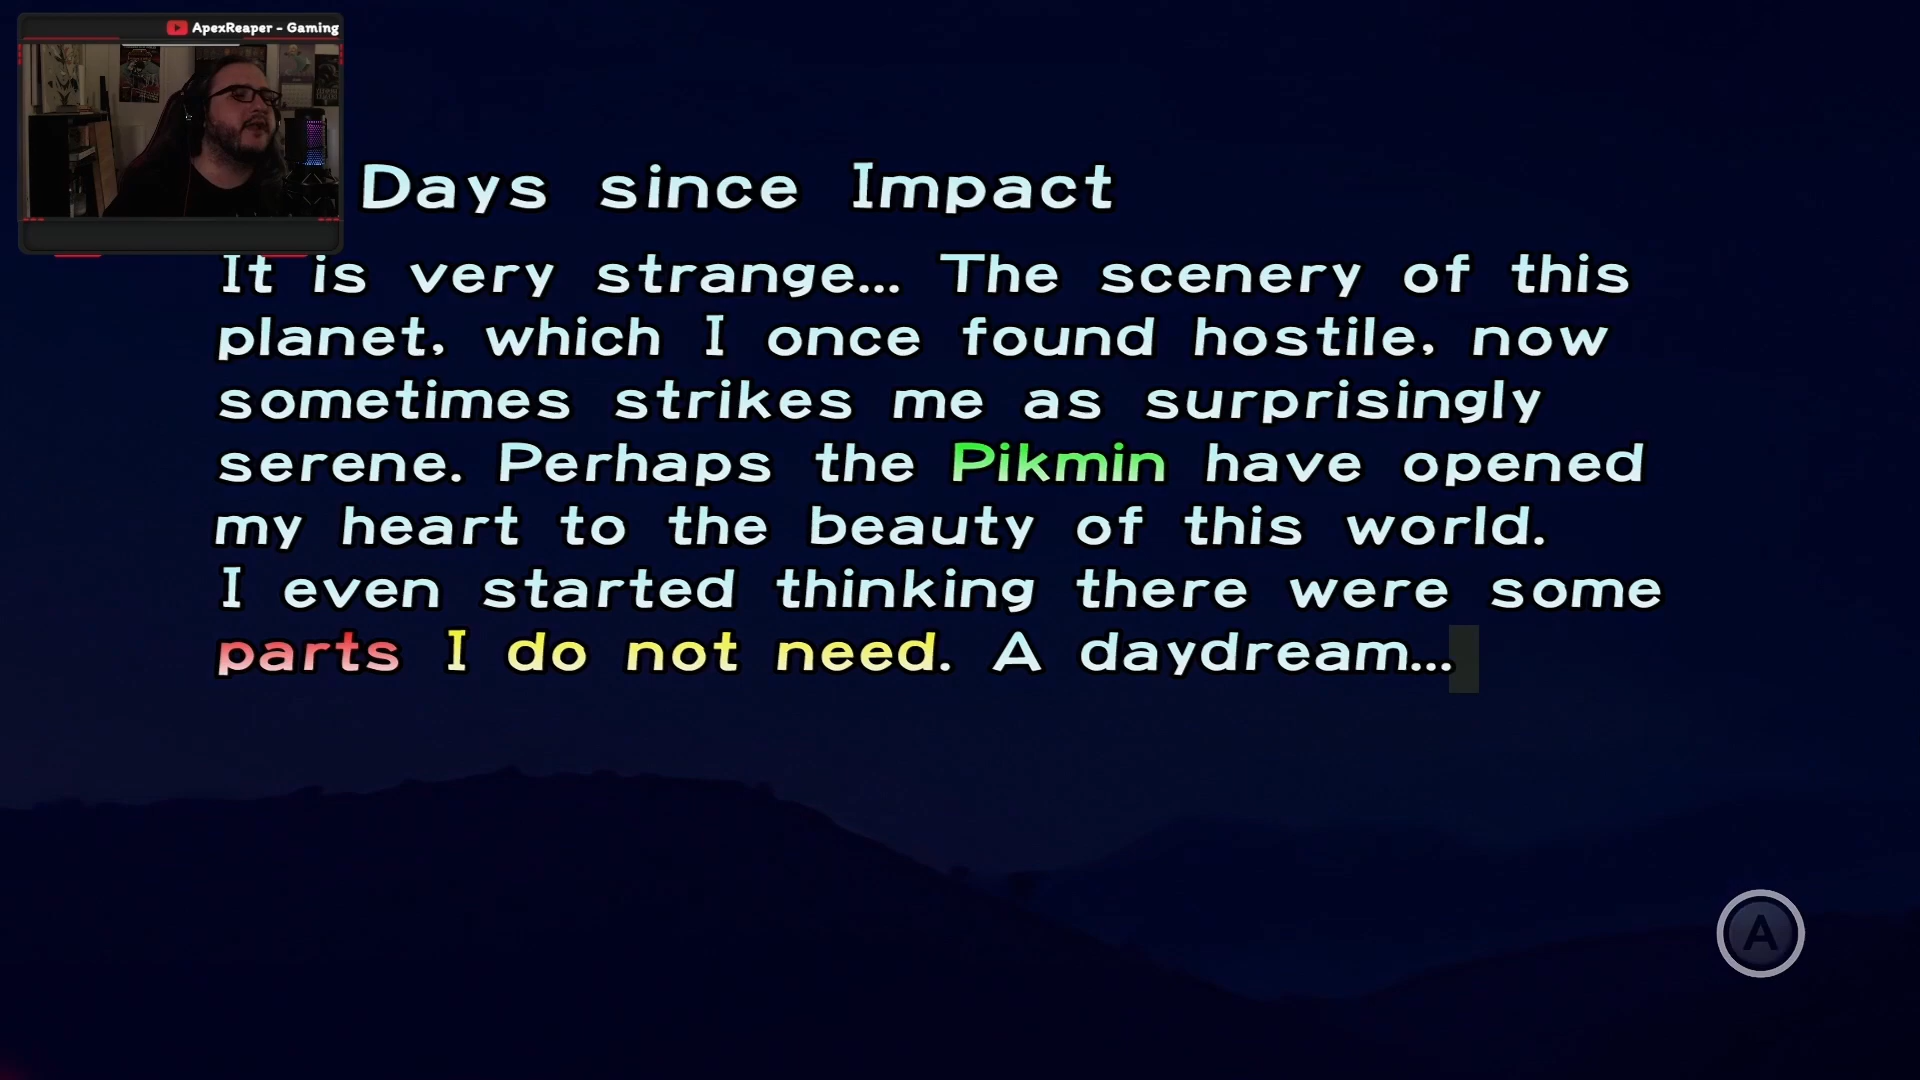 ApexReaper - Gaming
Days since Impact
It is very strange... The scenery of this
planet, which I once found hostile, now
sometimes strikes me as surprisingly
serene. Perhaps the Pikmin have opened
my heart to the beauty of this world.
I even started thinking there were some
parts I do not need. A daydream...
A